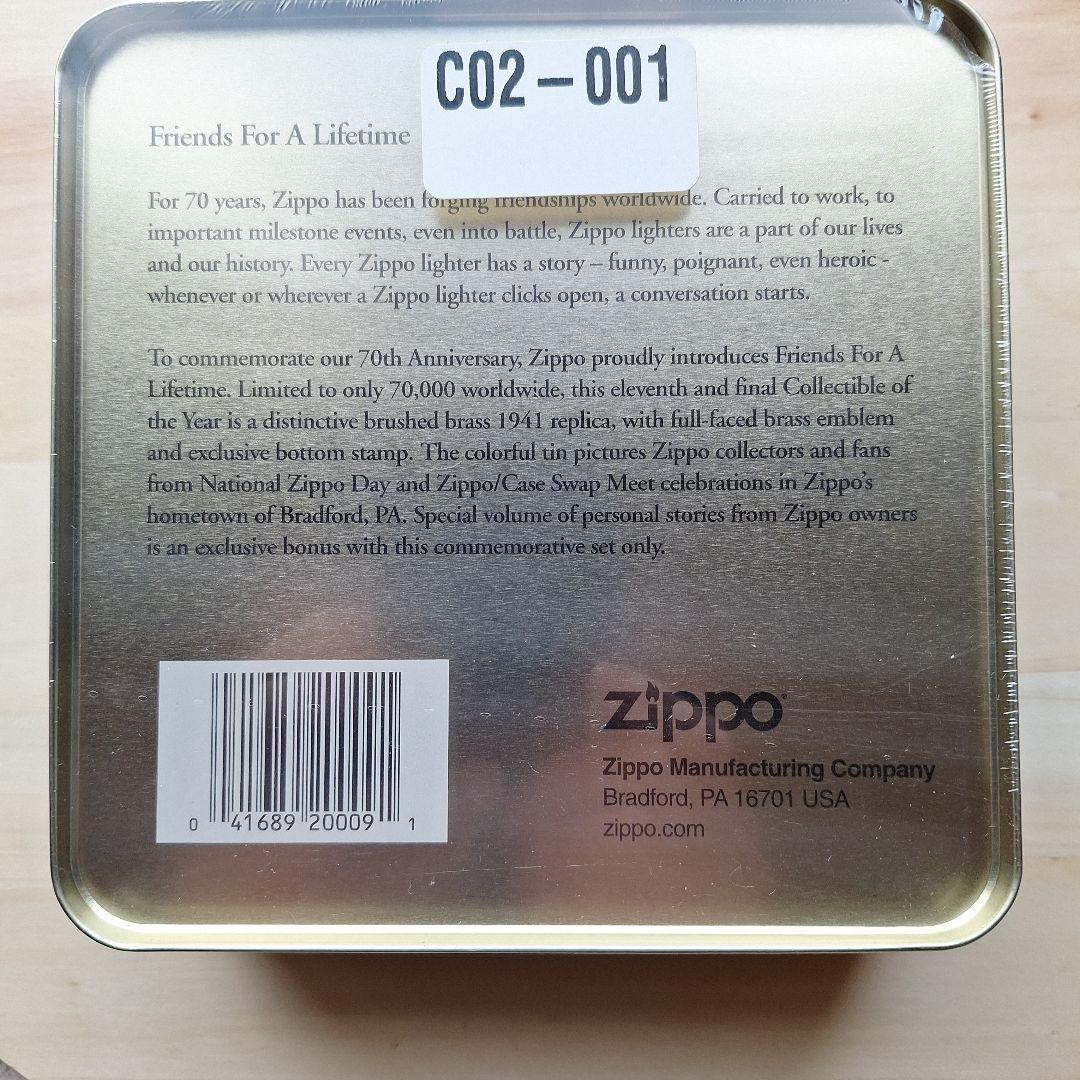 C02-001
Friends For A Lifetime
For 70 years, Zippo has been forging friendships worldwide. Carried to work, to
important milestone events, even into battle, Zippo lighters are a part of our lives
and our history. Every Zippo lighter has a story – funny, poignant, even heroic -
whenever or wherever a Zippo lighter clicks open, a conversation starts.
To commemorate our 70th Anniversary, Zippo proudly introduces Friends For A
Lifetime. Limited to only 70,000 worldwide, this eleventh and final Collectible of
the Year is a distinctive brushed brass 1941 replica, with full-faced brass emblem
and exclusive bottom stamp. The colorful tin pictures Zippo collectors and fans
from National Zippo Day and Zippo/Case Swap Meet celebrations in Zippo's
hometown of Bradford, PA. Special volume of personal stories from Zippo owners
is an exclusive bonus with this commemorative set only.
0 41689 20009 1
zippo
Zippo Manufacturing Company
Bradford, PA 16701 USA
zippo.com